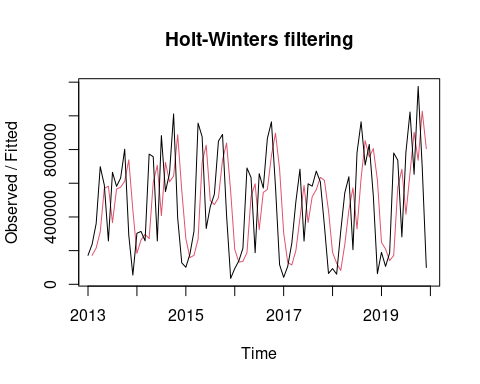 Holt-Winters filtering
Observed / Fitted
800000
400000
0
2013
2015
2017
2019
Time